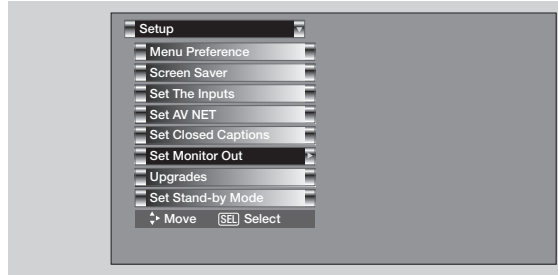 Setup
Menu Preference
Screen Saver
Set The Inputs
Set AV NET
Set Closed Captions
Set Monitor Out
Upgrades
Set Stand-by Mode
Move SEL Select